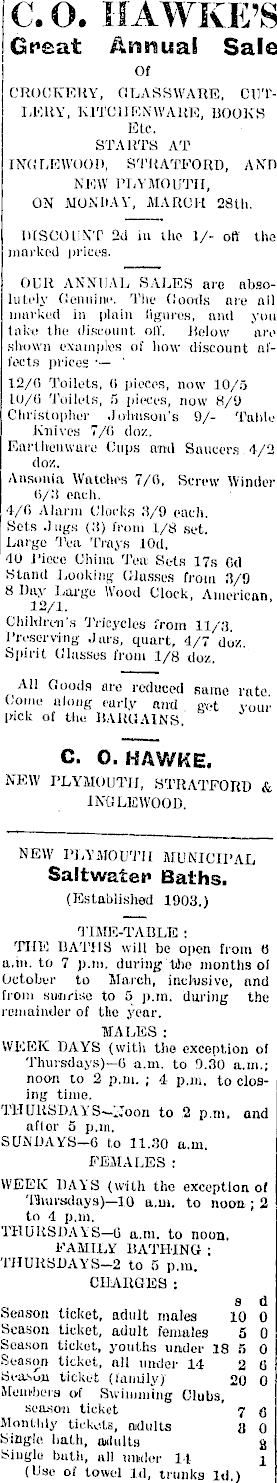 C. O. HAWKE'S
Great Annual Sale
Of
CROCKERY, GLASSWARE, CUT-
LERY, KITCHENWARE, BOOKS
Etc.
STARTS AT
INGLEWOOD, STRATFORD, AND
NEW PLYMOUTH,
ON MONDAY, MARCH 28th.
DISCOUNT 2d in the 1/- off the
marked prices.
OUR ANNUAL SALES are abso-
lutely Genuine. The Goods are all
marked in plain figures, and you
take the discount off. Below are
shown examples of how discount af-
fects prices :—
12/6 Toilets, 6 pieces, now 10/5
10/6 Toilets, 5 pieces, now 8/9
Christopher Johnson's 9/- Table
Knives 7/6 doz.
Earthenware Cups and Saucers 4/2
doz.
Ansonia Watches 7/6, Screw Winder
6/3 each.
4/6 Alarm Clocks 3/9 each.
Sets Jugs (3) from 1/8 set.
Large Tea Trays 10d.
40 Piece China Tea Sets 17s 6d
Stand Looking Glasses from 3/9
8 Day Large Wood Clock, American,
12/1.
Children's Tricycles from 11/3.
Preserving Jars, quart, 4/7 doz.
Spirit Glasses from 1/8 doz.
All Goods are reduced same rate.
Come along early and get your
pick of the BARGAINS.
C. O. HAWKE.
NEW PLYMOUTH, STRATFORD &
INGLEWOOD.
NEW PLYMOUTH MUNICIPAL
Saltwater Baths.
(Established 1903.)
TIME-TABLE :
THE BATHS will be open from 6
a.m. to 7 p.m. during the months of
October to March, inclusive, and
from sunrise to 5 p.m. during the
remainder of the year.
MALES :
WEEK DAYS (with the exception of
Thursdays)—6 a.m. to 9.30 a.m.;
noon to 2 p.m. ; 4 p.m. to clos-
ing time.
THURSDAYS—Noon to 2 p.m. and
after 5 p.m.
SUNDAYS—6 to 11.30 a.m.
FEMALES :
WEEK DAYS (with the exception of
Thursdays)—10 a.m. to noon ; 2
to 4 p.m.
THURSDAYS—6 a.m. to noon.
FAMILY BATHING :
THURSDAYS—2 to 5 p.m.
CHARGES :
s d
Season ticket, adult males 10 0
Season ticket, adult females 5 0
Season ticket, youths under 18 5 0
Season ticket, all under 14 2 6
Season ticket (family) 20 0
Members of Swimming Clubs,
season ticket 7 6
Monthly tickets, adults 3 0
Single bath, adults 2
Single bath, all under 14 1
(Use of towel 1d, trunks 1d.)